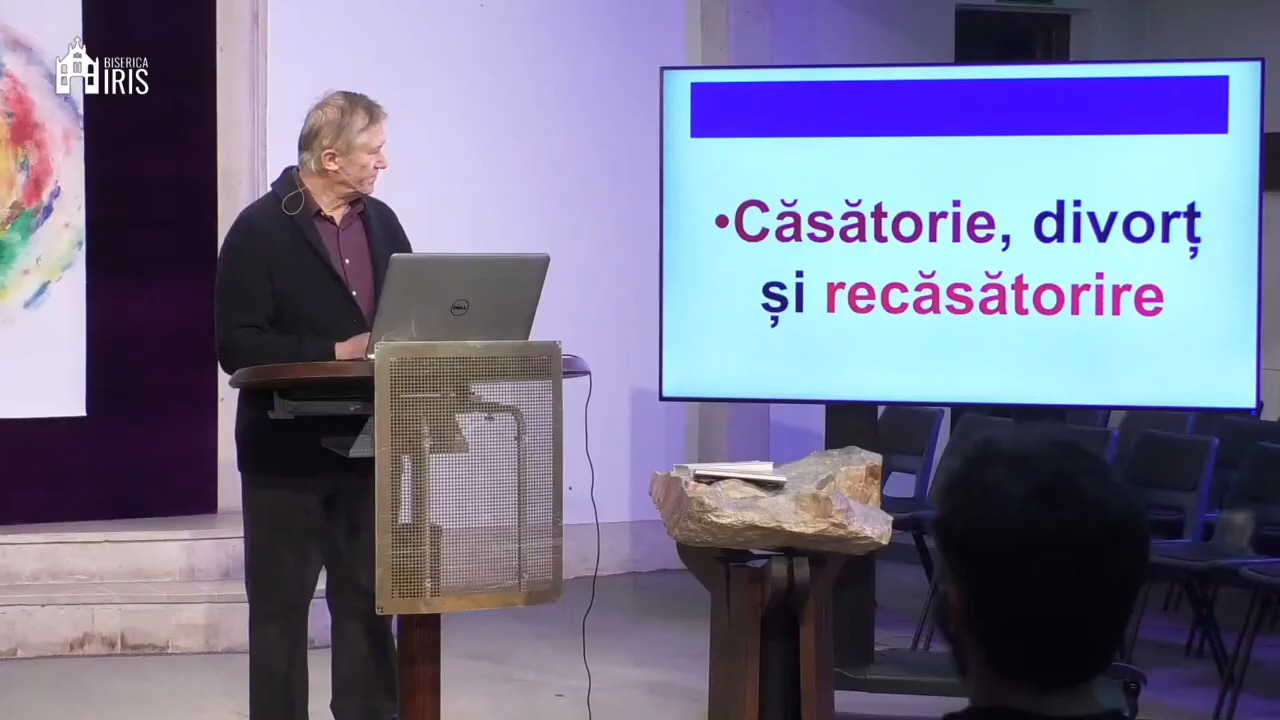 BISERICA
IRIS
•Căsătorie, divorț
și recăsătorire
DELL